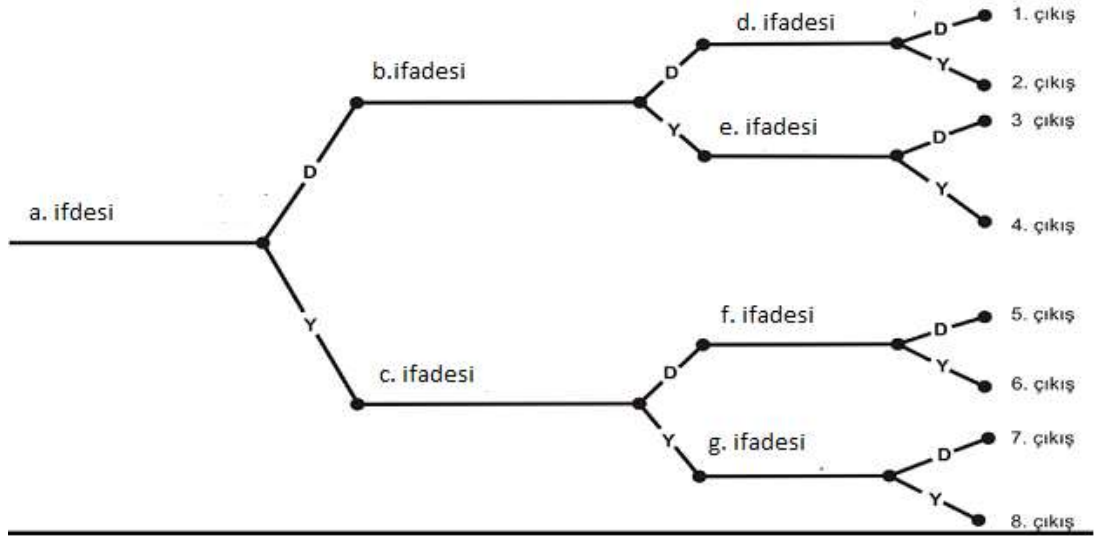 a. ifdesi
D
Y
b.ifadesi
D
Y
c. ifadesi
D
Y
d. ifadesi
D
Y
e. ifadesi
D
Y
f. ifadesi
D
Y
g. ifadesi
D
Y
1. çıkış
2. çıkış
3 çıkış
4. çıkış
5. çıkış
6. çıkış
7. çıkış
8. çıkış